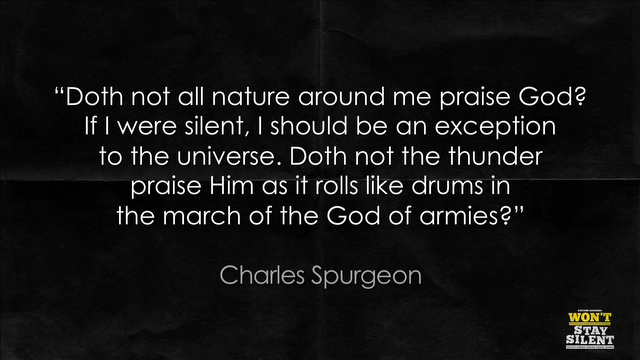 “Doth not all nature around me praise God?
If I were silent, I should be an exception
to the universe. Doth not the thunder
praise Him as it rolls like drums in
the march of the God of armies?”
Charles Spurgeon
WON'T
STAY
SILENT